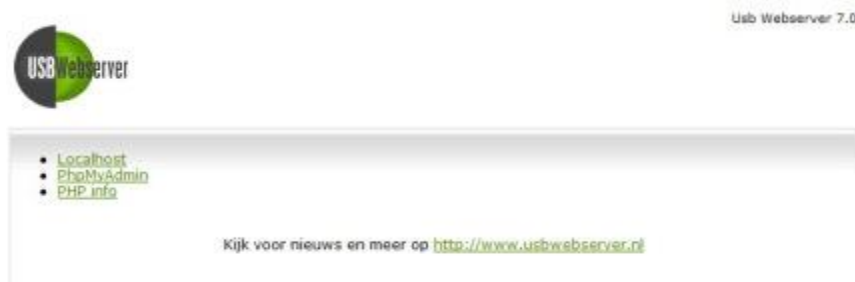 Usb Webserver 7.0
USBWebserver
Localhost
PhpMyAdmin
PHP info
Kijk voor nieuws en meer op http://www.usbwebserver.nl